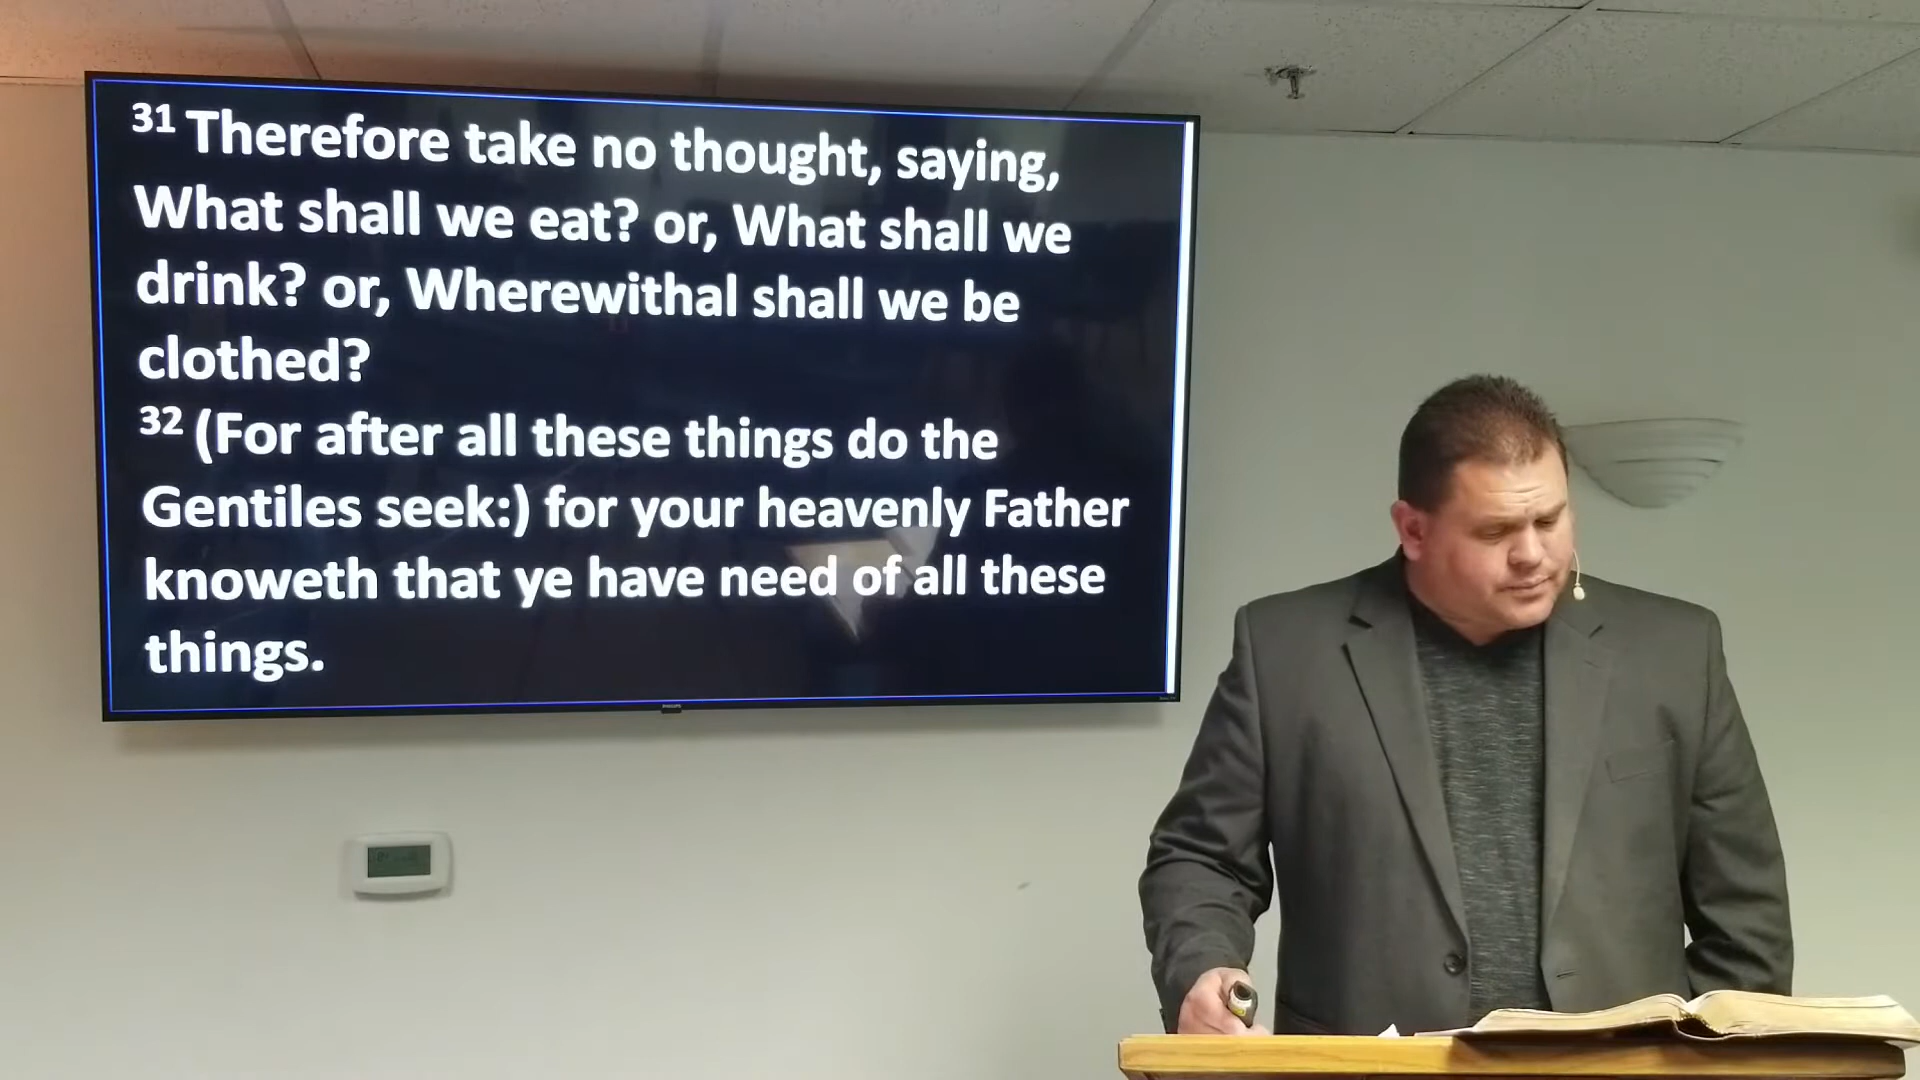 31 Therefore take no thought, saying,
What shall we eat? or, What shall we
drink? or, Wherewithal shall we be
clothed?
32 (For after all these things do the
Gentiles seek:) for your heavenly Father
knoweth that ye have need of all these
things.
PHILIPS